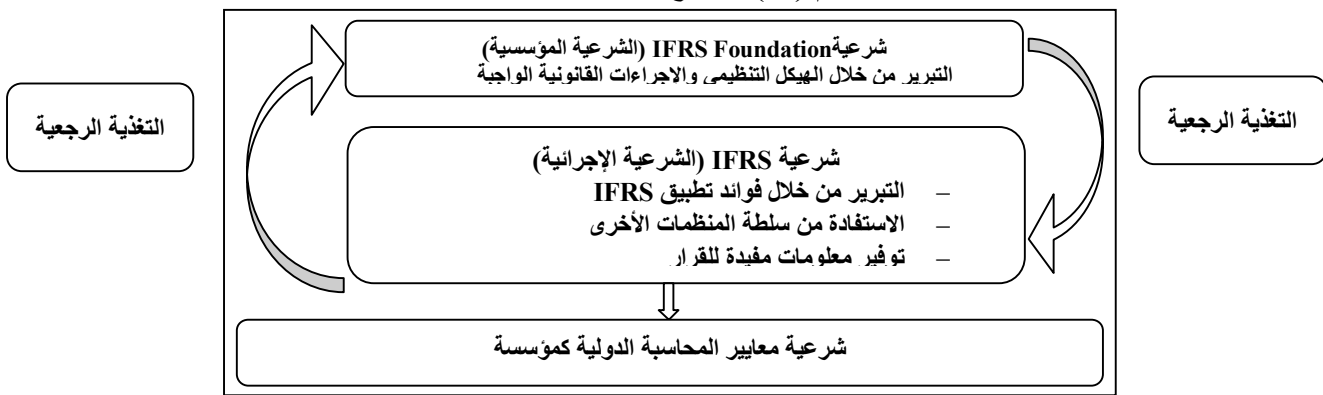 شرعية IFRS Foundation (الشرعية المؤسسية)
التبرير من خلال الهيكل التنظيمي والاجراءات القانونية الواجبة
التغذية الرجعية
التغذية الرجعية
شرعية IFRS (الشرعية الإجرائية)
– التبرير من خلال فوائد تطبيق IFRS
– الاستفادة من سلطة المنظمات الأخرى
– توفير معلومات مفيدة للقرار
شرعية معايير المحاسبة الدولية كمؤسسة